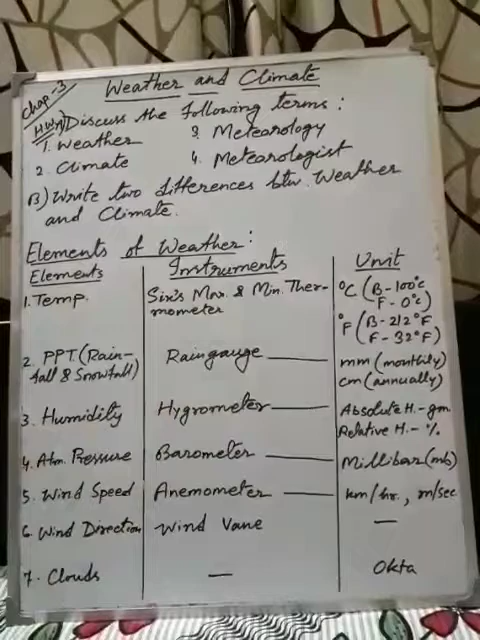 Chap-3
Weather and Climate
H.W. A) Discuss the following terms:
1. Weather 3. Meteorology
2. Climate 4. Meteorologist
B) Write two differences btw. Weather
and Climate.
Elements of Weather:
Elements Instruments Unit
1. Temp. Six's Max. & Min. Ther-
mometer
°C (B-100°C
F-0°C)
°F (B-212°F
F-32°F)
2. PPT. (Rain-
fall & Snowfall) Raingauge mm (monthly)
cm (annually)
3. Humidity Hygrometer Absolute H.-gm
Relative H.- %
4. Atm. Pressure Barometer Millibar (mb)
5. Wind Speed Anemometer km/hr., m/sec
6. Wind Direction Wind Vane —
7. Clouds — Okta